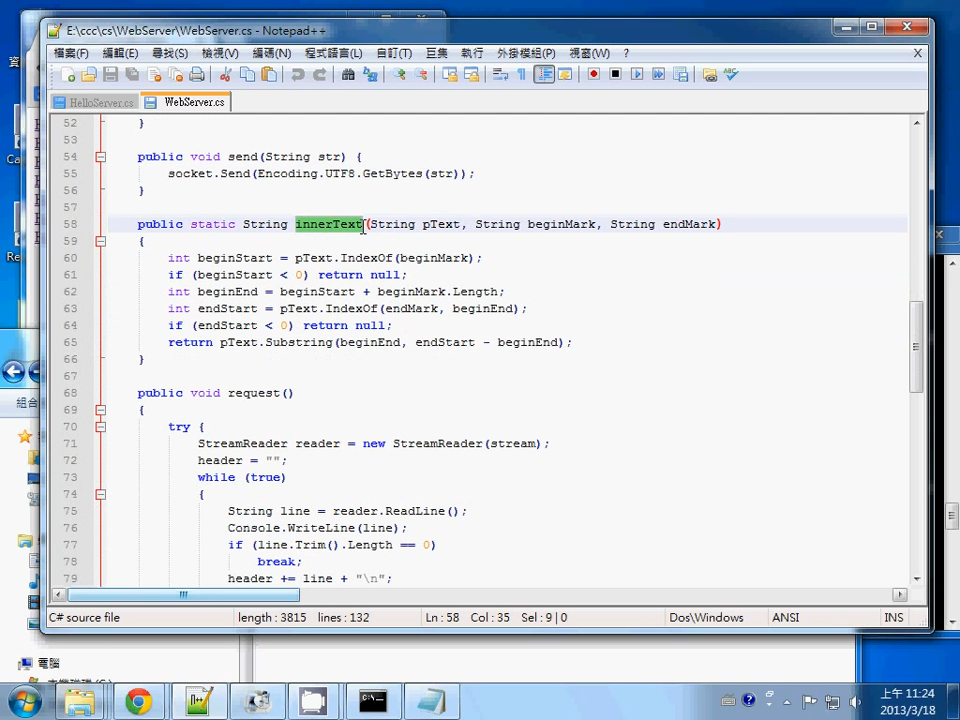 E:\ccc\cs\WebServer\WebServer.cs - Notepad++
檔案(F) 編輯(E) 尋找(S) 檢視(V) 編碼(N) 程式語言(L) 自訂(T) 巨集 執行 外掛模組(P) 視窗(W) ? X
HelloServer.cs WebServer.cs
52 }
53
54 public void send(String str) {
55 socket.Send(Encoding.UTF8.GetBytes(str));
56 }
57
58 public static String innerText(String pText, String beginMark, String endMark)
59 {
60 int beginStart = pText.IndexOf(beginMark);
61 if (beginStart < 0) return null;
62 int beginEnd = beginStart + beginMark.Length;
63 int endStart = pText.IndexOf(endMark, beginEnd);
64 if (endStart < 0) return null;
65 return pText.Substring(beginEnd, endStart - beginEnd);
66 }
67
68 public void request()
69 {
70 try {
71 StreamReader reader = new StreamReader(stream);
72 header = "";
73 while (true)
74 {
75 String line = reader.ReadLine();
76 Console.WriteLine(line);
77 if (line.Trim().Length == 0)
78 break;
79 header += line + "\n";
C# source file length : 3815 lines : 132 Ln : 58 Col : 35 Sel : 9 | 0 Dos\Windows ANSI INS
組合
電腦
上午 11:24
2013/3/18